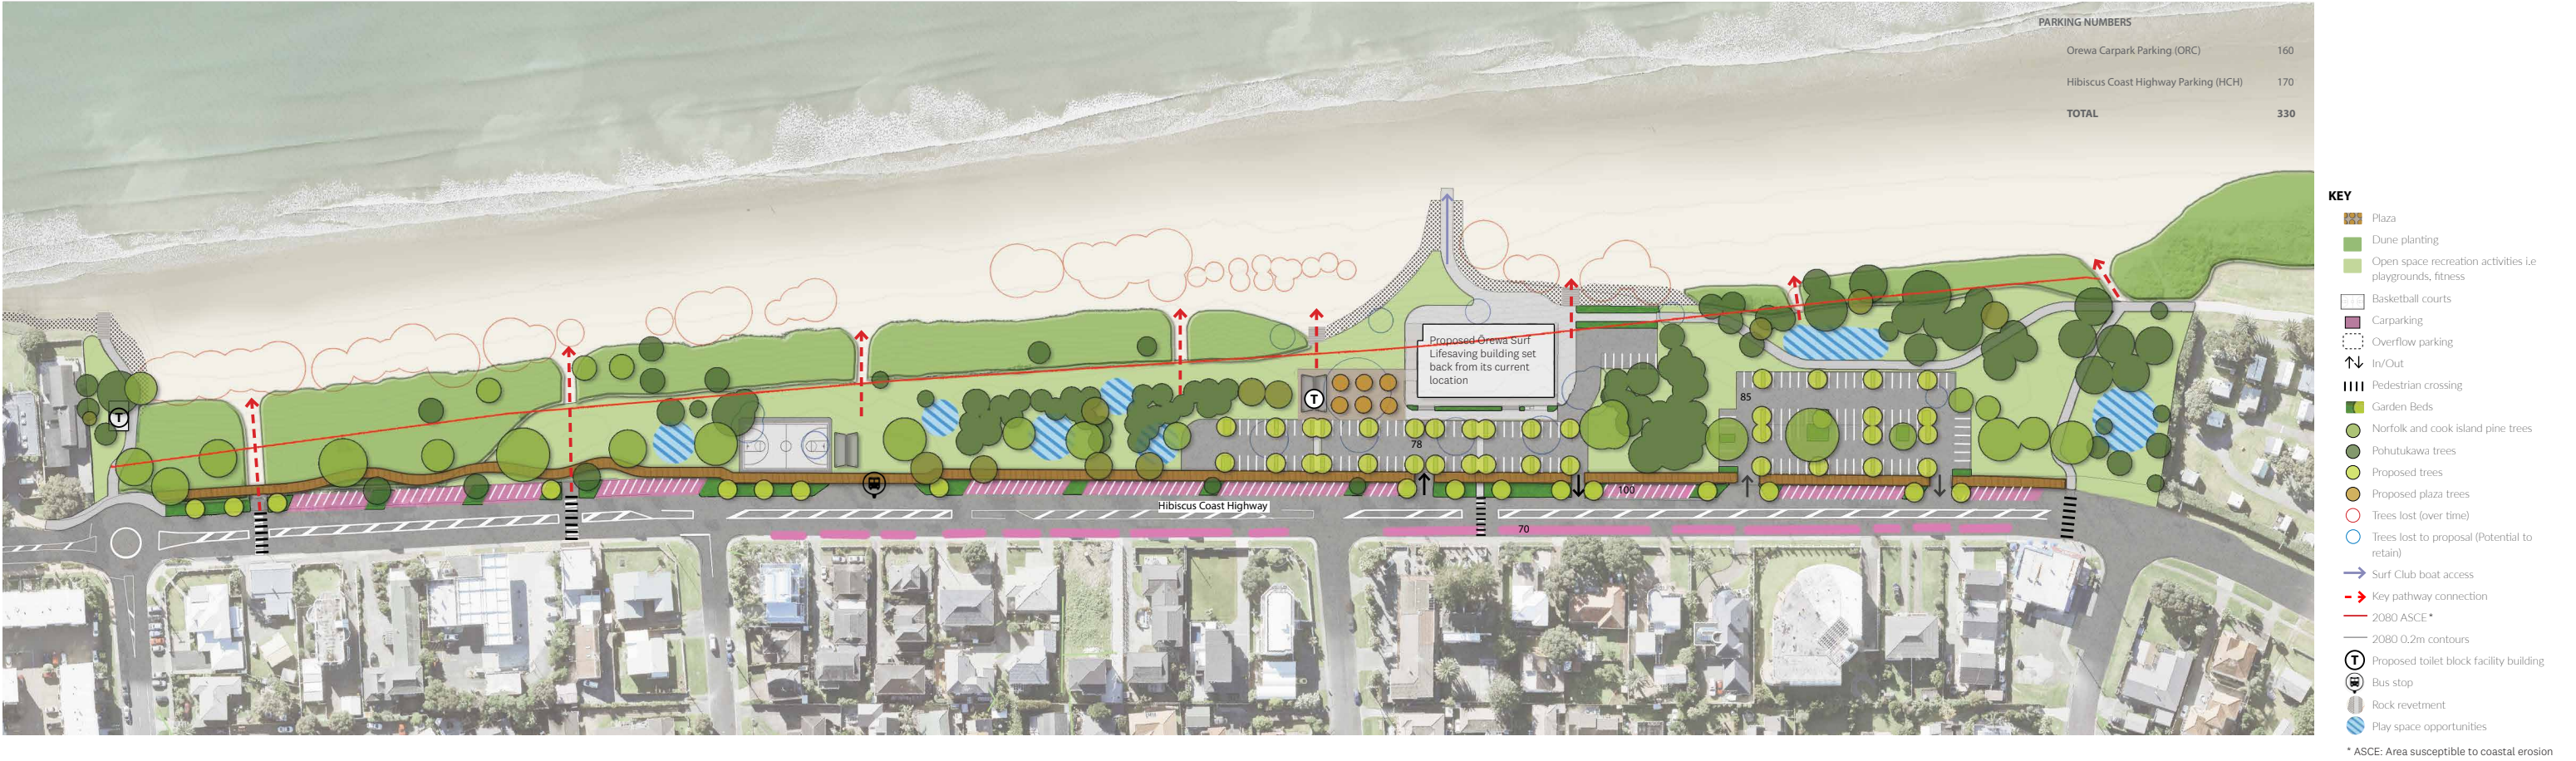 PARKING NUMBERS
Orewa Carpark Parking (ORC) 160
Hibiscus Coast Highway Parking (HCH) 170
TOTAL 330
Proposed Ōrewa Surf
Lifesaving building set
back from its current
location
T
T
85
78
100
Hibiscus Coast Highway
70
KEY
Plaza
Dune planting
Open space recreation activities i.e
playgrounds, fitness
Basketball courts
Carparking
Overflow parking
In/Out
Pedestrian crossing
Garden Beds
Norfolk and cook island pine trees
Pohutukawa trees
Proposed trees
Proposed plaza trees
Trees lost (over time)
Trees lost to proposal (Potential to
retain)
Surf Club boat access
Key pathway connection
2080 ASCE *
2080 0,2m contours
T Proposed toilet block facility building
Bus stop
Rock revetment
Play space opportunities
* ASCE: Area susceptible to coastal erosion